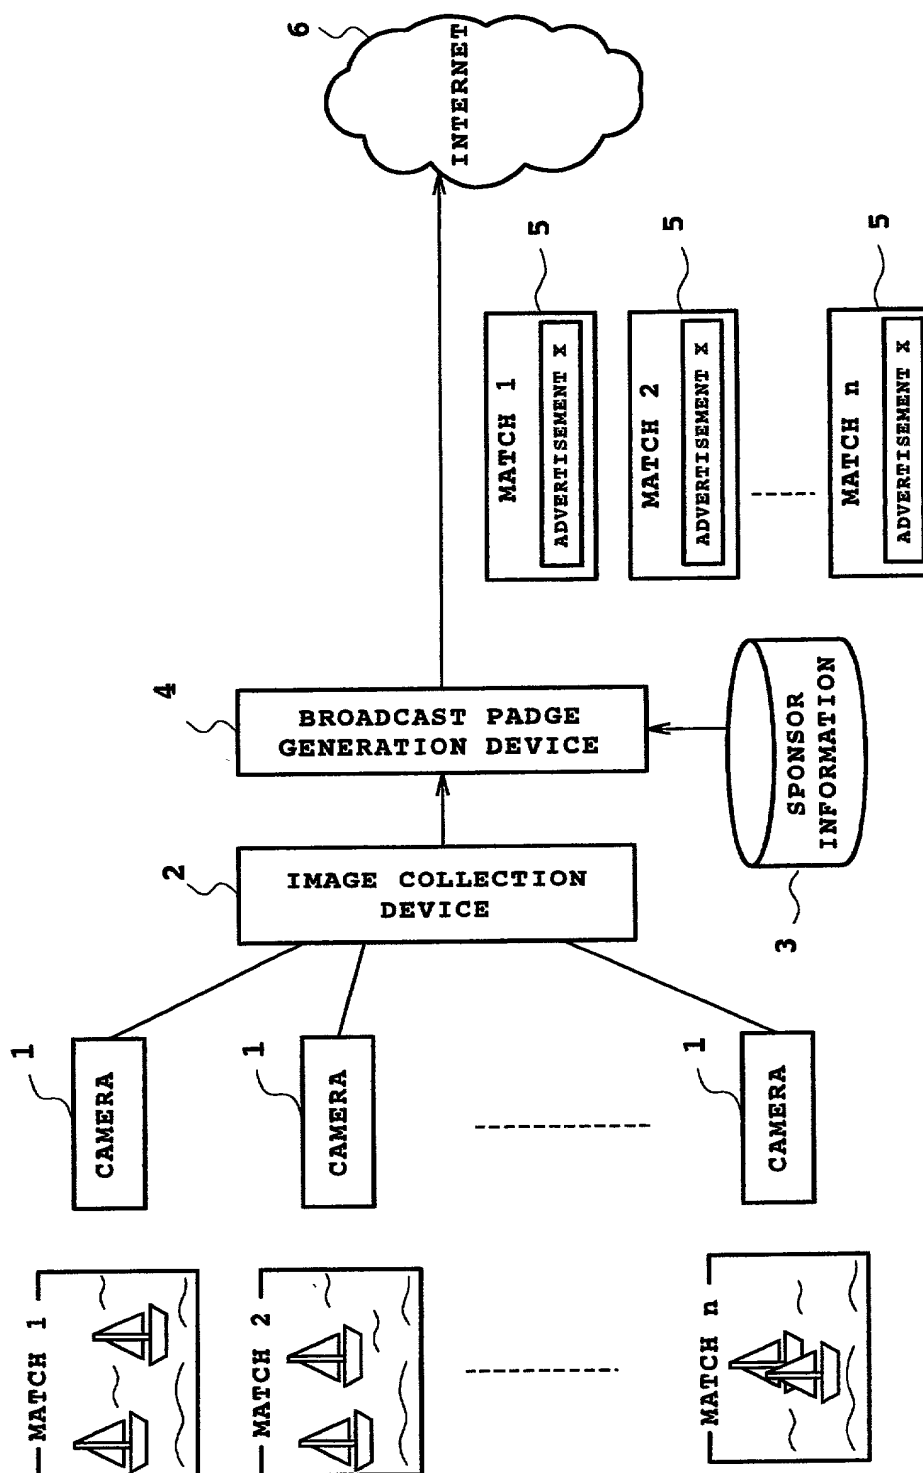 MATCH 1
MATCH 2
MATCH n
1
CAMERA
1
CAMERA
1
CAMERA
2
IMAGE COLLECTION
DEVICE
4
BROADCAST PADGE
GENERATION DEVICE
3
SPONSOR
INFORMATION
MATCH 1
ADVERTISEMENT X
5
MATCH 2
ADVERTISEMENT X
5
MATCH n
ADVERTISEMENT X
5
6
INTERNET